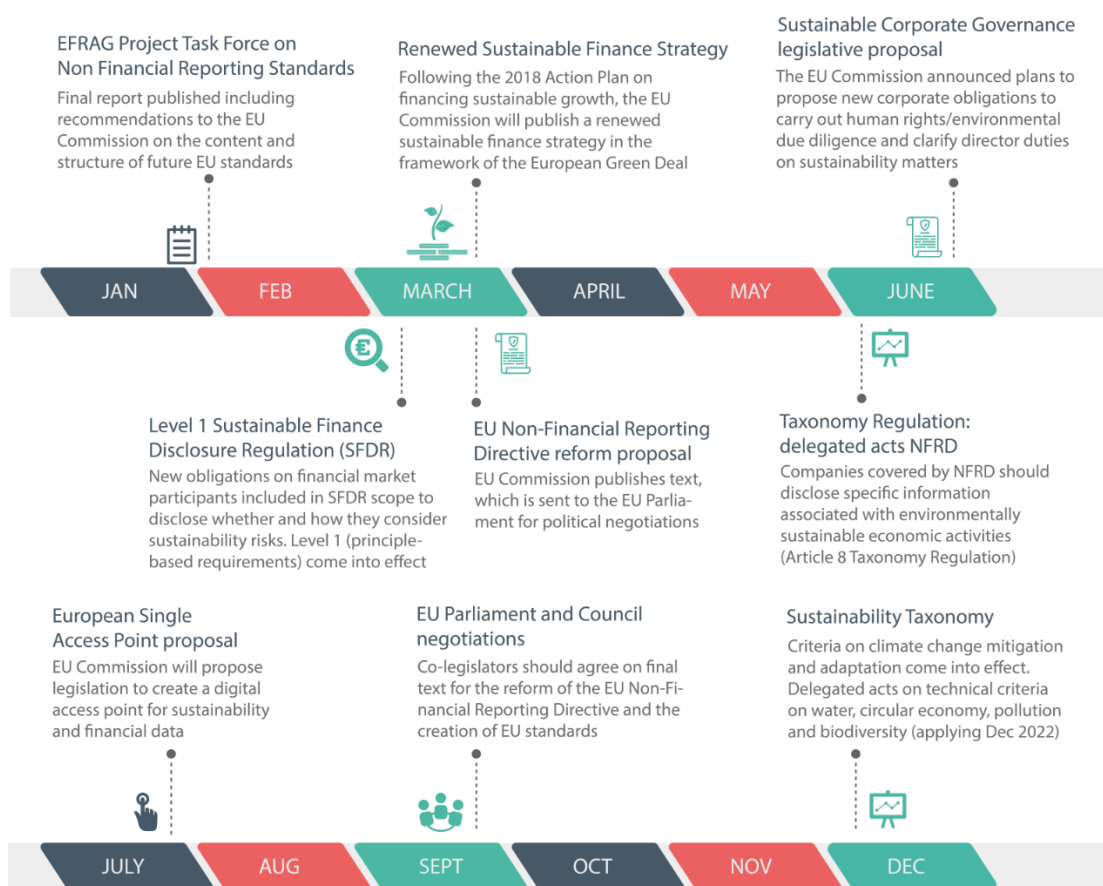 EFRAG Project Task Force on
Non Financial Reporting Standards
Final report published including
recommendations to the EU
Commission on the content and
structure of future EU standards
Renewed Sustainable Finance Strategy
Following the 2018 Action Plan on
financing sustainable growth, the EU
Commission will publish a renewed
sustainable finance strategy in the
framework of the European Green Deal
Sustainable Corporate Governance
legislative proposal
The EU Commission announced plans to
propose new corporate obligations to
carry out human rights/environmental
due diligence and clarify director duties
on sustainability matters
JAN
FEB
MARCH
APRIL
MAY
JUNE
Level 1 Sustainable Finance
Disclosure Regulation (SFDR)
New obligations on financial market
participants included in SFDR scope to
disclose whether and how they consider
sustainability risks. Level 1 (principle-
based requirements) come into effect
EU Non-Financial Reporting
Directive reform proposal
EU Commission publishes text,
which is sent to the EU Parlia-
ment for political negotiations
Taxonomy Regulation:
delegated acts NFRD
Companies covered by NFRD should
disclose specific information
associated with environmentally
sustainable economic activities
(Article 8 Taxonomy Regulation)
European Single
Access Point proposal
EU Commission will propose
legislation to create a digital
access point for sustainability
and financial data
EU Parliament and Council
negotiations
Co-legislators should agree on final
text for the reform of the EU Non-Fi-
nancial Reporting Directive and the
creation of EU standards
Sustainability Taxonomy
Criteria on climate change mitigation
and adaptation come into effect.
Delegated acts on technical criteria
on water, circular economy, pollution
and biodiversity (applying Dec 2022)
JULY
AUG
SEPT
OCT
NOV
DEC